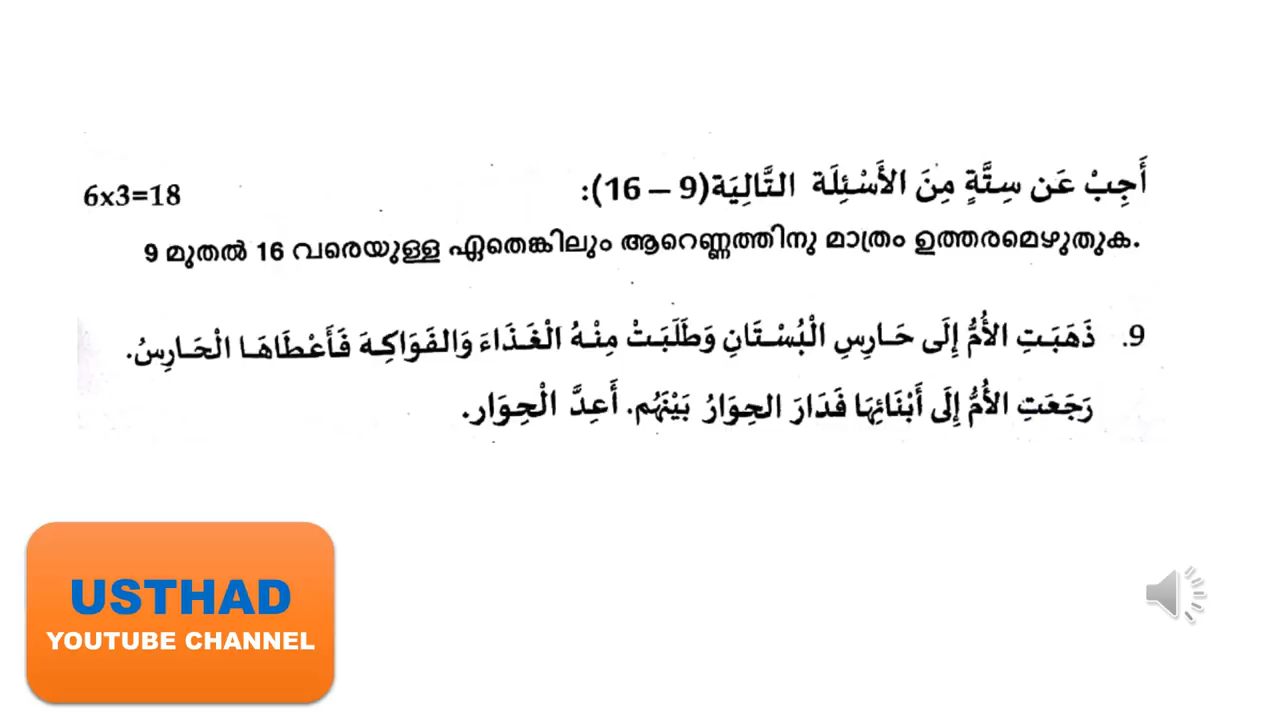 أَجِبْ عَن سِتَّةٍ مِنَ الأَسْئِلَة التَّالِيَة(9 – 16):
6x3=18
9 മുതൽ 16 വരെയുള്ള ഏതെങ്കിലും ആറെണ്ണത്തിനു മാത്രം ഉത്തരമെഴുതുക.
9. ذَهَبَتِ الأُمُّ إِلَى حَارِسِ الْبُسْتَانِ وَطَلَبَتْ مِنْهُ الْغَذَاءَ وَالفَوَاكِهَ فَأَعْطَاهَا الْحَارِسُ.
رَجَعَتِ الأُمُّ إِلَى أَبْنَائِهَا فَدَارَ الحِوَارُ بَيْنَهُم. أَعِدَّ الْحِوَار.
USTHAD
YOUTUBE CHANNEL